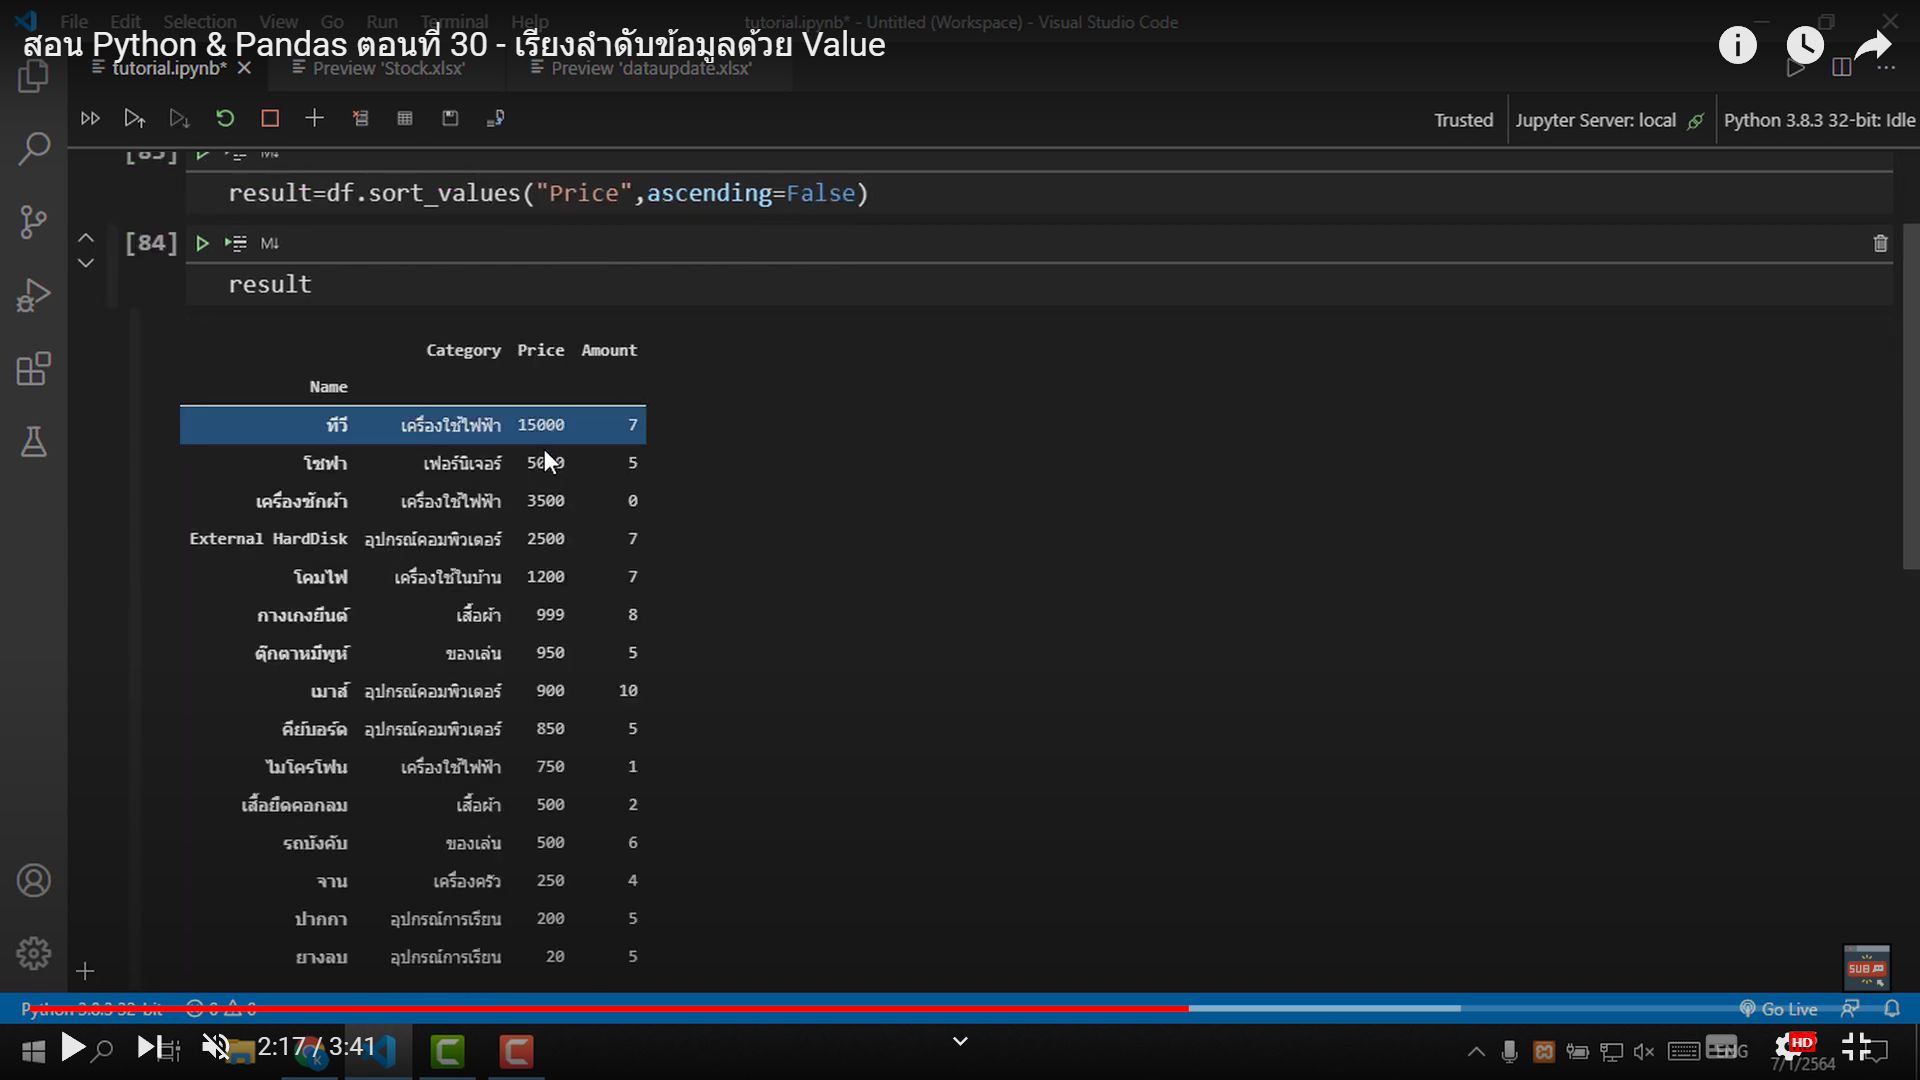 File Edit Selection View Go Run Terminal Help
tutorial.ipynb* - Untitled (Workspace) - Visual Studio Code
สอน Python & Pandas ตอนที่ 30 - เรียงลำดับข้อมูลด้วย Value
tutorial.ipynb* Preview 'Stock.xlsx' Preview 'dataupdate.xlsx'
Trusted Jupyter Server: local Python 3.8.3 32-bit: Idle
[83] M↓
result=df.sort_values("Price",ascending=False)
[84] M↓
result
Category Price Amount
Name
ทีวี เครื่องใช้ไฟฟ้า 15000 7
โซฟา เฟอร์นิเจอร์ 5
เครื่องซักผ้า เครื่องใช้ไฟฟ้า 3500 0
External HardDisk อุปกรณ์คอมพิวเตอร์ 2500 7
โคมไฟ เครื่องใช้ในบ้าน 1200 7
กางเกงยีนต์ เสื้อผ้า 999 8
ตุ๊กตาหมีพูห์ ของเล่น 950 5
เมาส์ อุปกรณ์คอมพิวเตอร์ 900 10
คีย์บอร์ด อุปกรณ์คอมพิวเตอร์ 850 5
ไมโครโฟน เครื่องใช้ไฟฟ้า 750 1
เสื้อยืดคอกลม เสื้อผ้า 500 2
รถบังคับ ของเล่น 500 6
จาน เครื่องครัว 250 4
ปากกา อุปกรณ์การเรียน 200 5
ยางลบ อุปกรณ์การเรียน 20 5
SUB
Python 3.8.3 32-bit 0 0 Go Live
2:17 / 3:41 ENG HD
7/1/2564